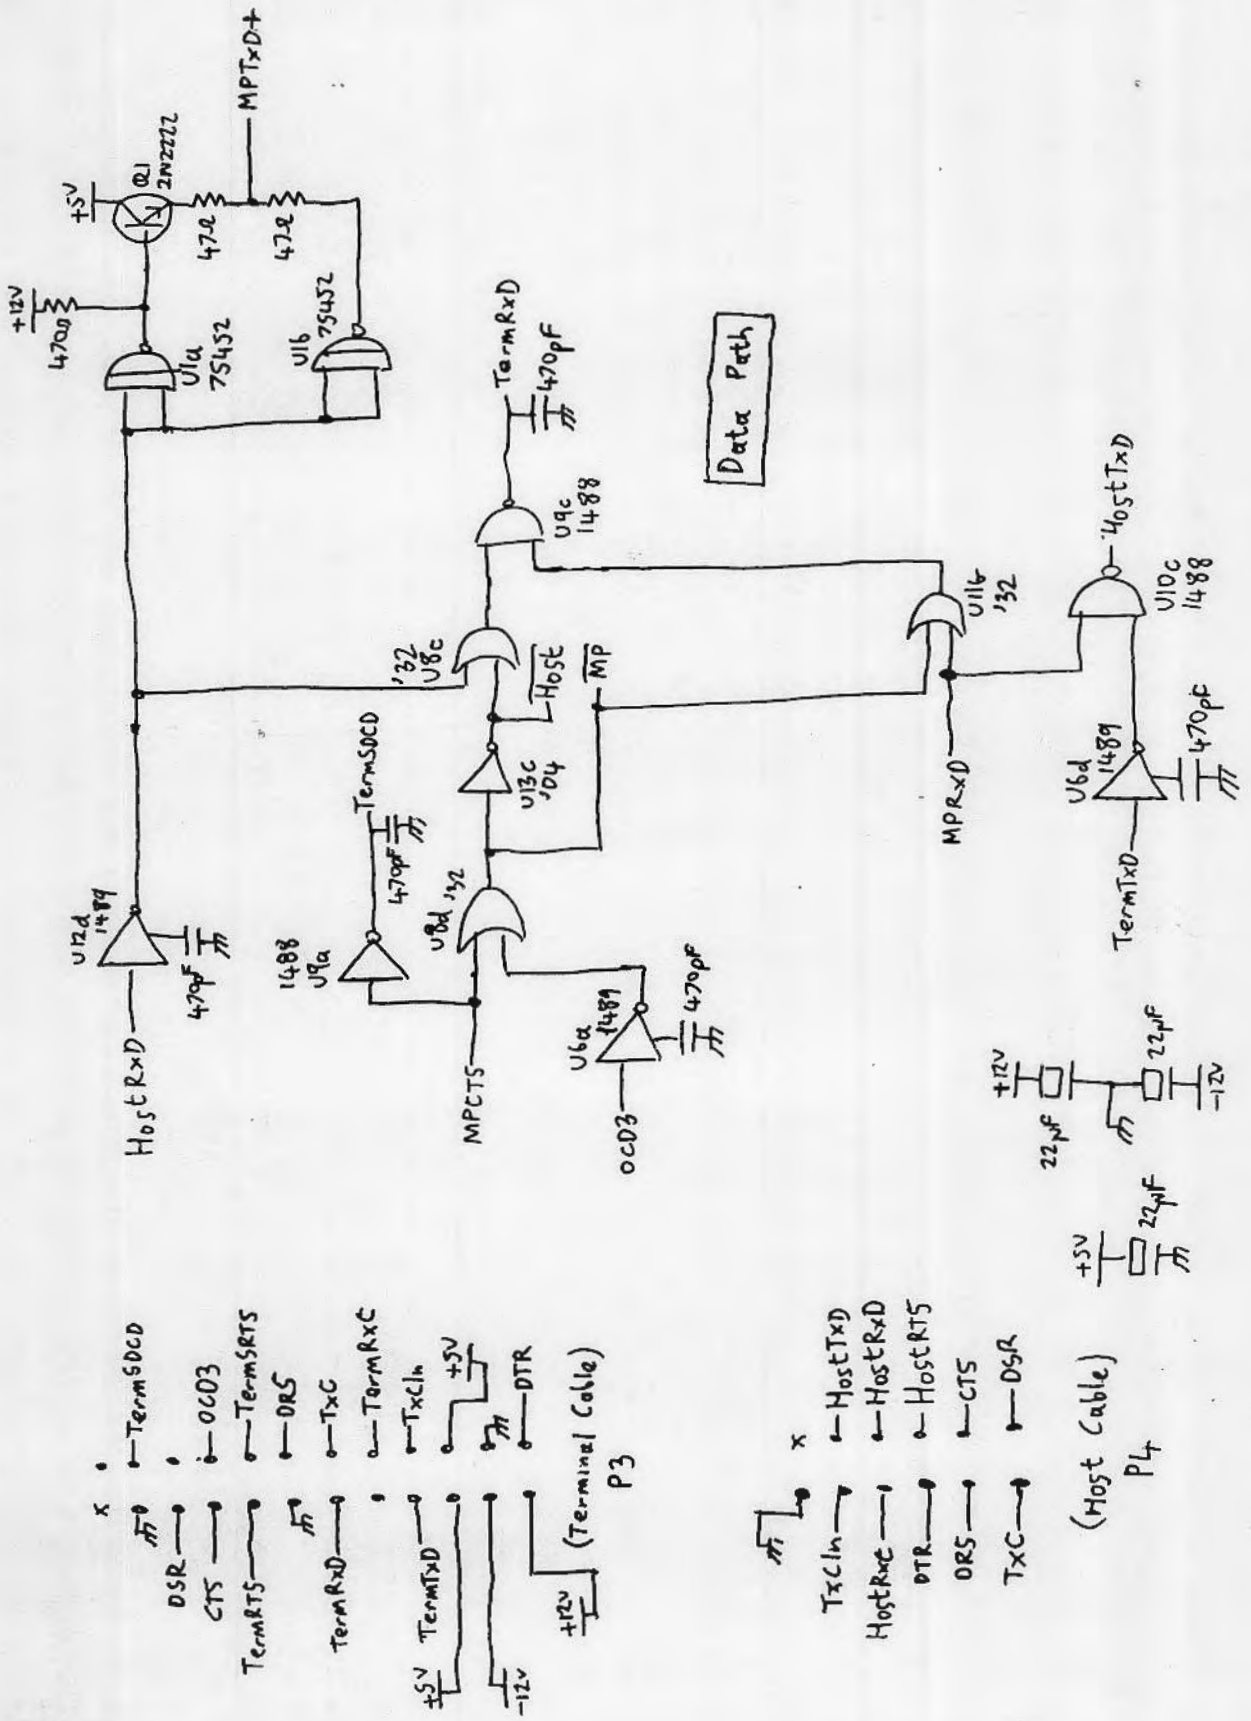 +5V
Q1
2N2222
+12V
470Ω
47Ω
47Ω
MPTxD+
U1a
75452
U1b
75452
HostRxD
U12d
1489
470pF
TermSDCD
470pF
1488
U9a
'32
U8c
Host
MP
U13c
'04
U8d '32
MPCTS
OCD3
U6a
1489
470pF
U9c
1488
TermRxD
470pF
Data Path
U11b
'32
MPRxD
HostTxD
U10c
1488
U6d
1489
470pF
TermTxD
+12V
22µF
22µF
-12V
+5V
22µF
x
TermSDCD
DSR
OCD3
CTS
TermSRTS
TermRTS
DRS
TxC
TermRxD
TermRxC
TxCIn
TermTxD
+5V
+5V
-12V
DTR
+12V
(Terminal Cable)
P3
x
TxCIn
HostTxD
HostRxC
HostRxD
DTR
HostRTS
DRS
CTS
TxC
DSR
(Host Cable)
P4